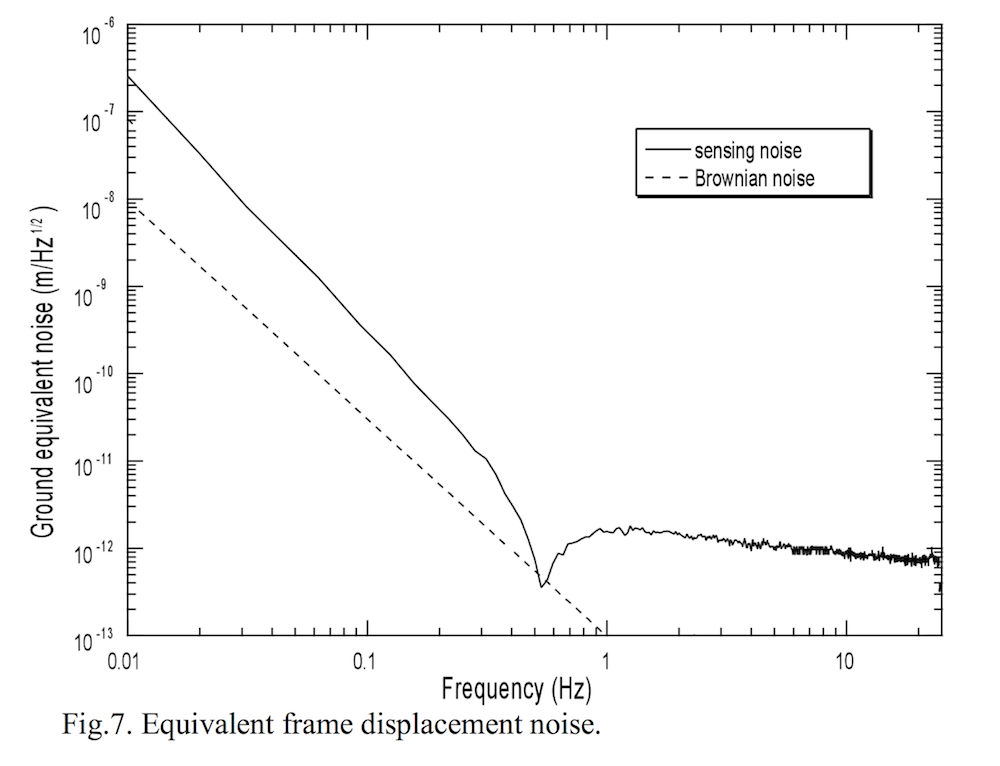 10 -6
10 -7
10 -8
10 -9
10 -10
10 -11
10 -12
10 -13
Ground equivalent noise (m/Hz 1/2 )
sensing noise
Brownian noise
0.01 0.1 1 10
Frequency (Hz)
Fig.7. Equivalent frame displacement noise.